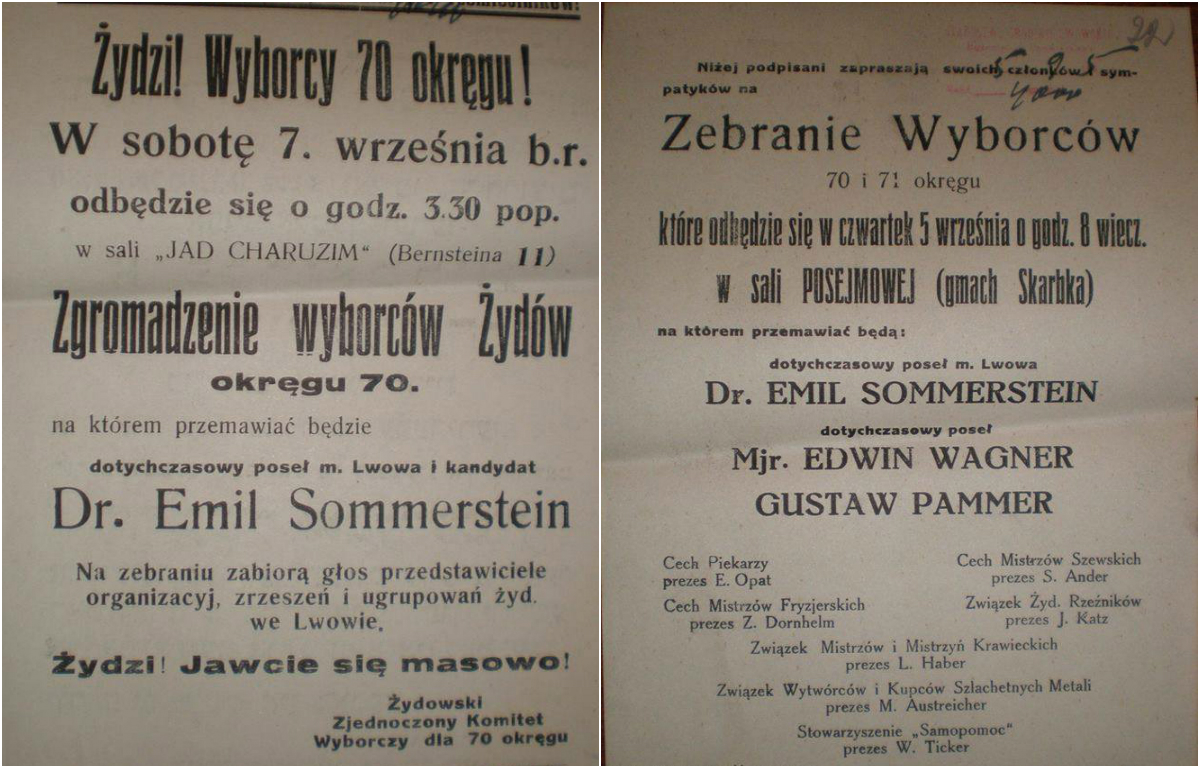 Żydzi! Wyborcy 70 okręgu!
W sobotę 7. września b.r.
odbędzie się o godz. 3.30 pop.
w sali „JAD CHARUZIM“ (Bernsteina 11)
Zgromadzenie wyborców Żydów
okręgu 70.
na którem przemawiać będzie
dotychczasowy poseł m. Lwowa i kandydat
Dr. Emil Sommerstein
Na zebraniu zabiorą głos przedstawiciele
organizacyj, zrzeszeń i ugrupowań żyd.
we Lwowie.
Żydzi! Jawcie się masowo!
Żydowski
Zjednoczony Komitet
Wyborczy dla 70 okręgu
Niżej podpisani zapraszają swoich członków i sym-
patyków na
Zebranie Wyborców
70 i 71 okręgu
które odbędzie się w czwartek 5 września o godz. 8 wiecz.
w sali POSEJMOWEJ (gmach Skarbka)
na którem przemawiać będą:
dotychczasowy poseł m. Lwowa
Dr. EMIL SOMMERSTEIN
dotychczasowy poseł
Mjr. EDWIN WAGNER
GUSTAW PAMMER
Cech Piekarzy
prezes E. Opat
Cech Mistrzów Szewskich
prezes S. Ander
Cech Mistrzów Fryzjerskich
prezes Z. Dornhelm
Związek Żyd. Rzeźników
prezes J. Katz
Związek Mistrzów i Mistrzyń Krawieckich
prezes L. Haber
Związek Wytwórców i Kupców Szlachetnych Metali
prezes M. Austreicher
Stowarzyszenie „Samopomoc“
prezes W. Ticker